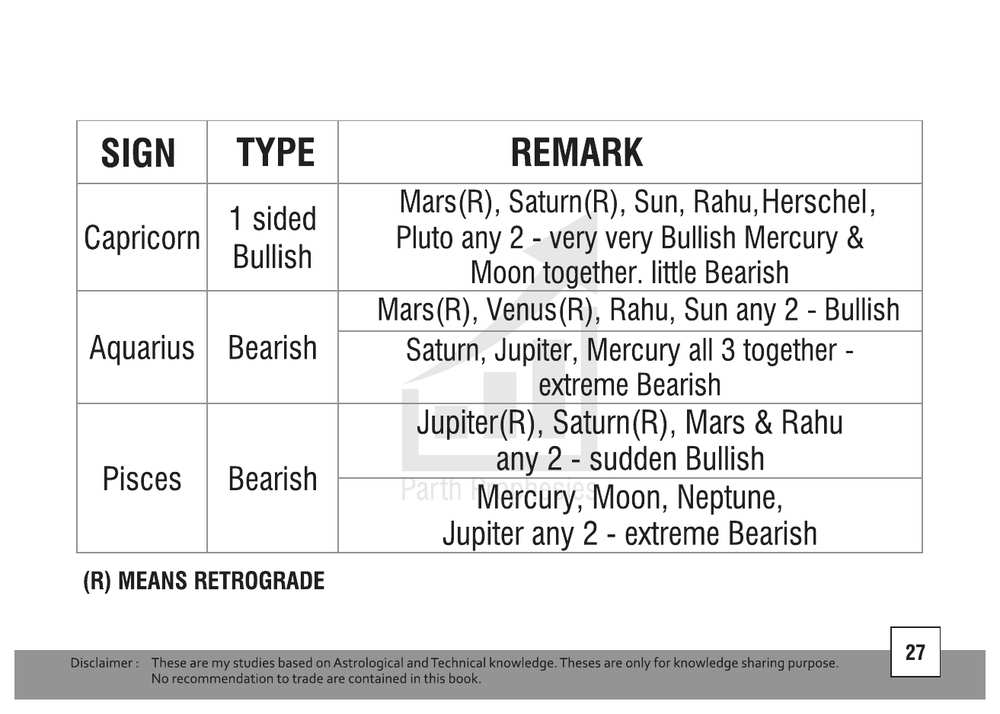 SIGN TYPE REMARK
Capricorn
1 sided
Bullish
Mars(R), Saturn(R), Sun, Rahu,Herschel,
Pluto any 2 - very very Bullish Mercury &
Moon together. little Bearish
Aquarius
Bearish
Mars(R), Venus(R), Rahu, Sun any 2 - Bullish
Saturn, Jupiter, Mercury all 3 together -
extreme Bearish
Pisces
Bearish
Jupiter(R), Saturn(R), Mars & Rahu
any 2 - sudden Bullish
Mercury, Moon, Neptune,
Jupiter any 2 - extreme Bearish
Parth Prophesies
(R) MEANS RETROGRADE
27
Disclaimer : These are my studies based on Astrological and Technical knowledge. Theses are only for knowledge sharing purpose.
No recommendation to trade are contained in this book.